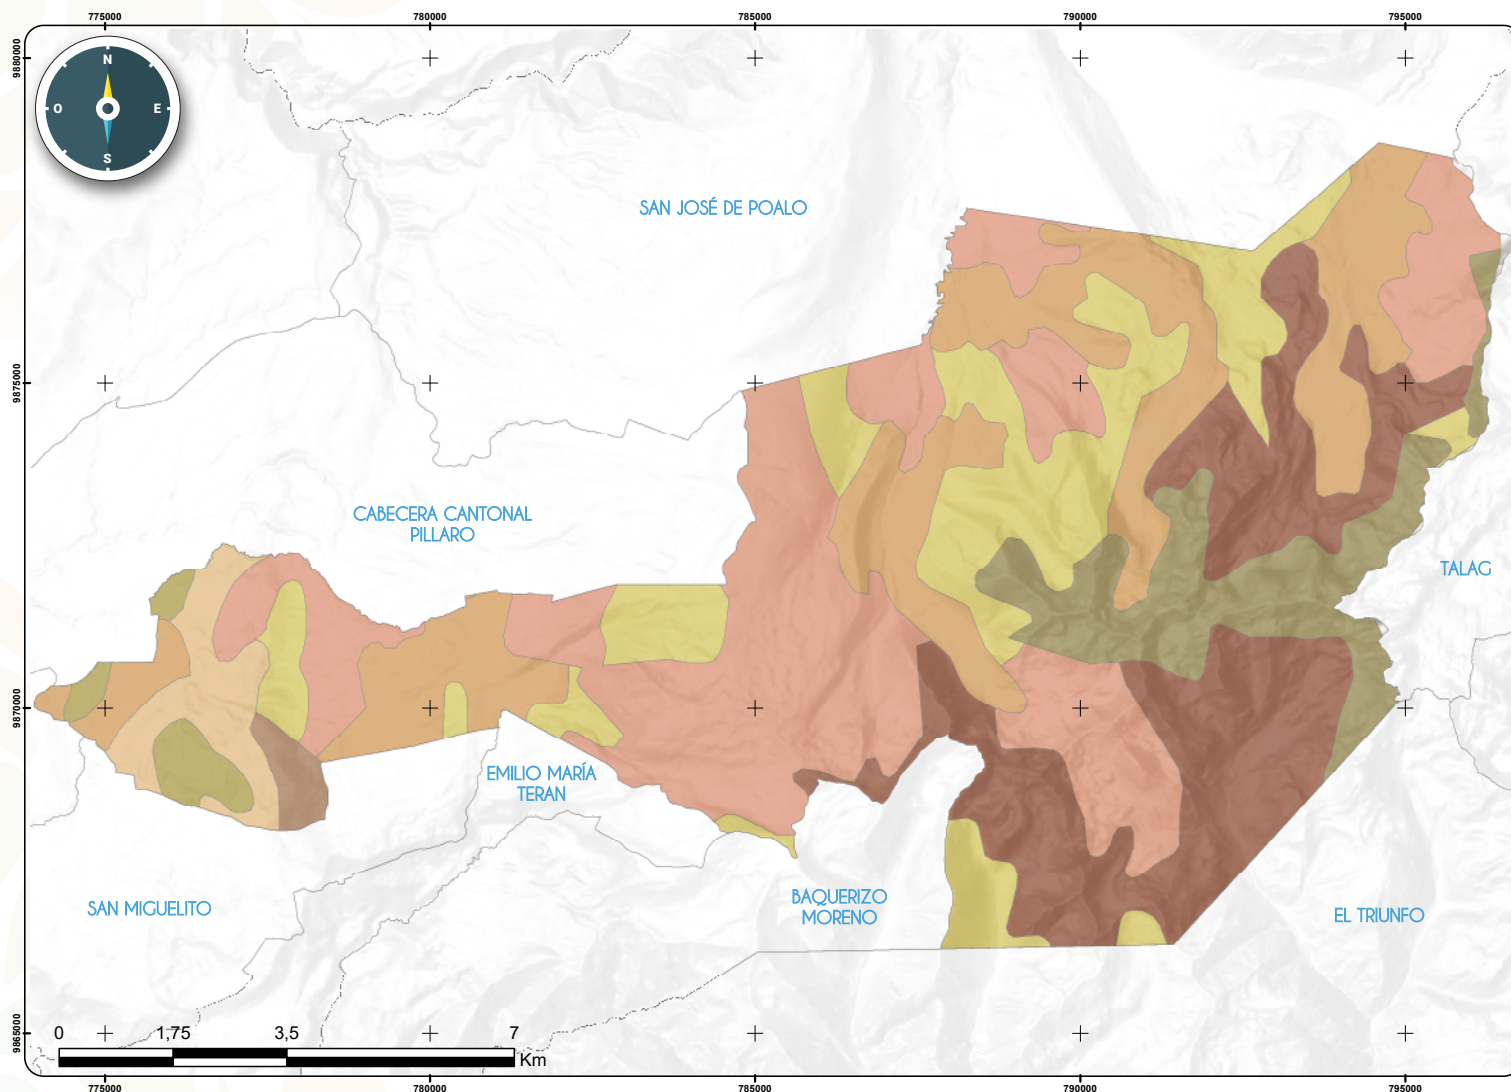 775000
780000
785000
790000
795000
9880000
N
O
E
S
SAN JOSÉ DE POALO
9875000
CABECERA CANTONAL
PILLARO
TALAG
9870000
EMILIO MARÍA
TERAN
BAQUERIZO
MORENO
SAN MIGUELITO
EL TRIUNFO
9865000
0
1,75
3,5
7
Km
775000
780000
785000
790000
795000